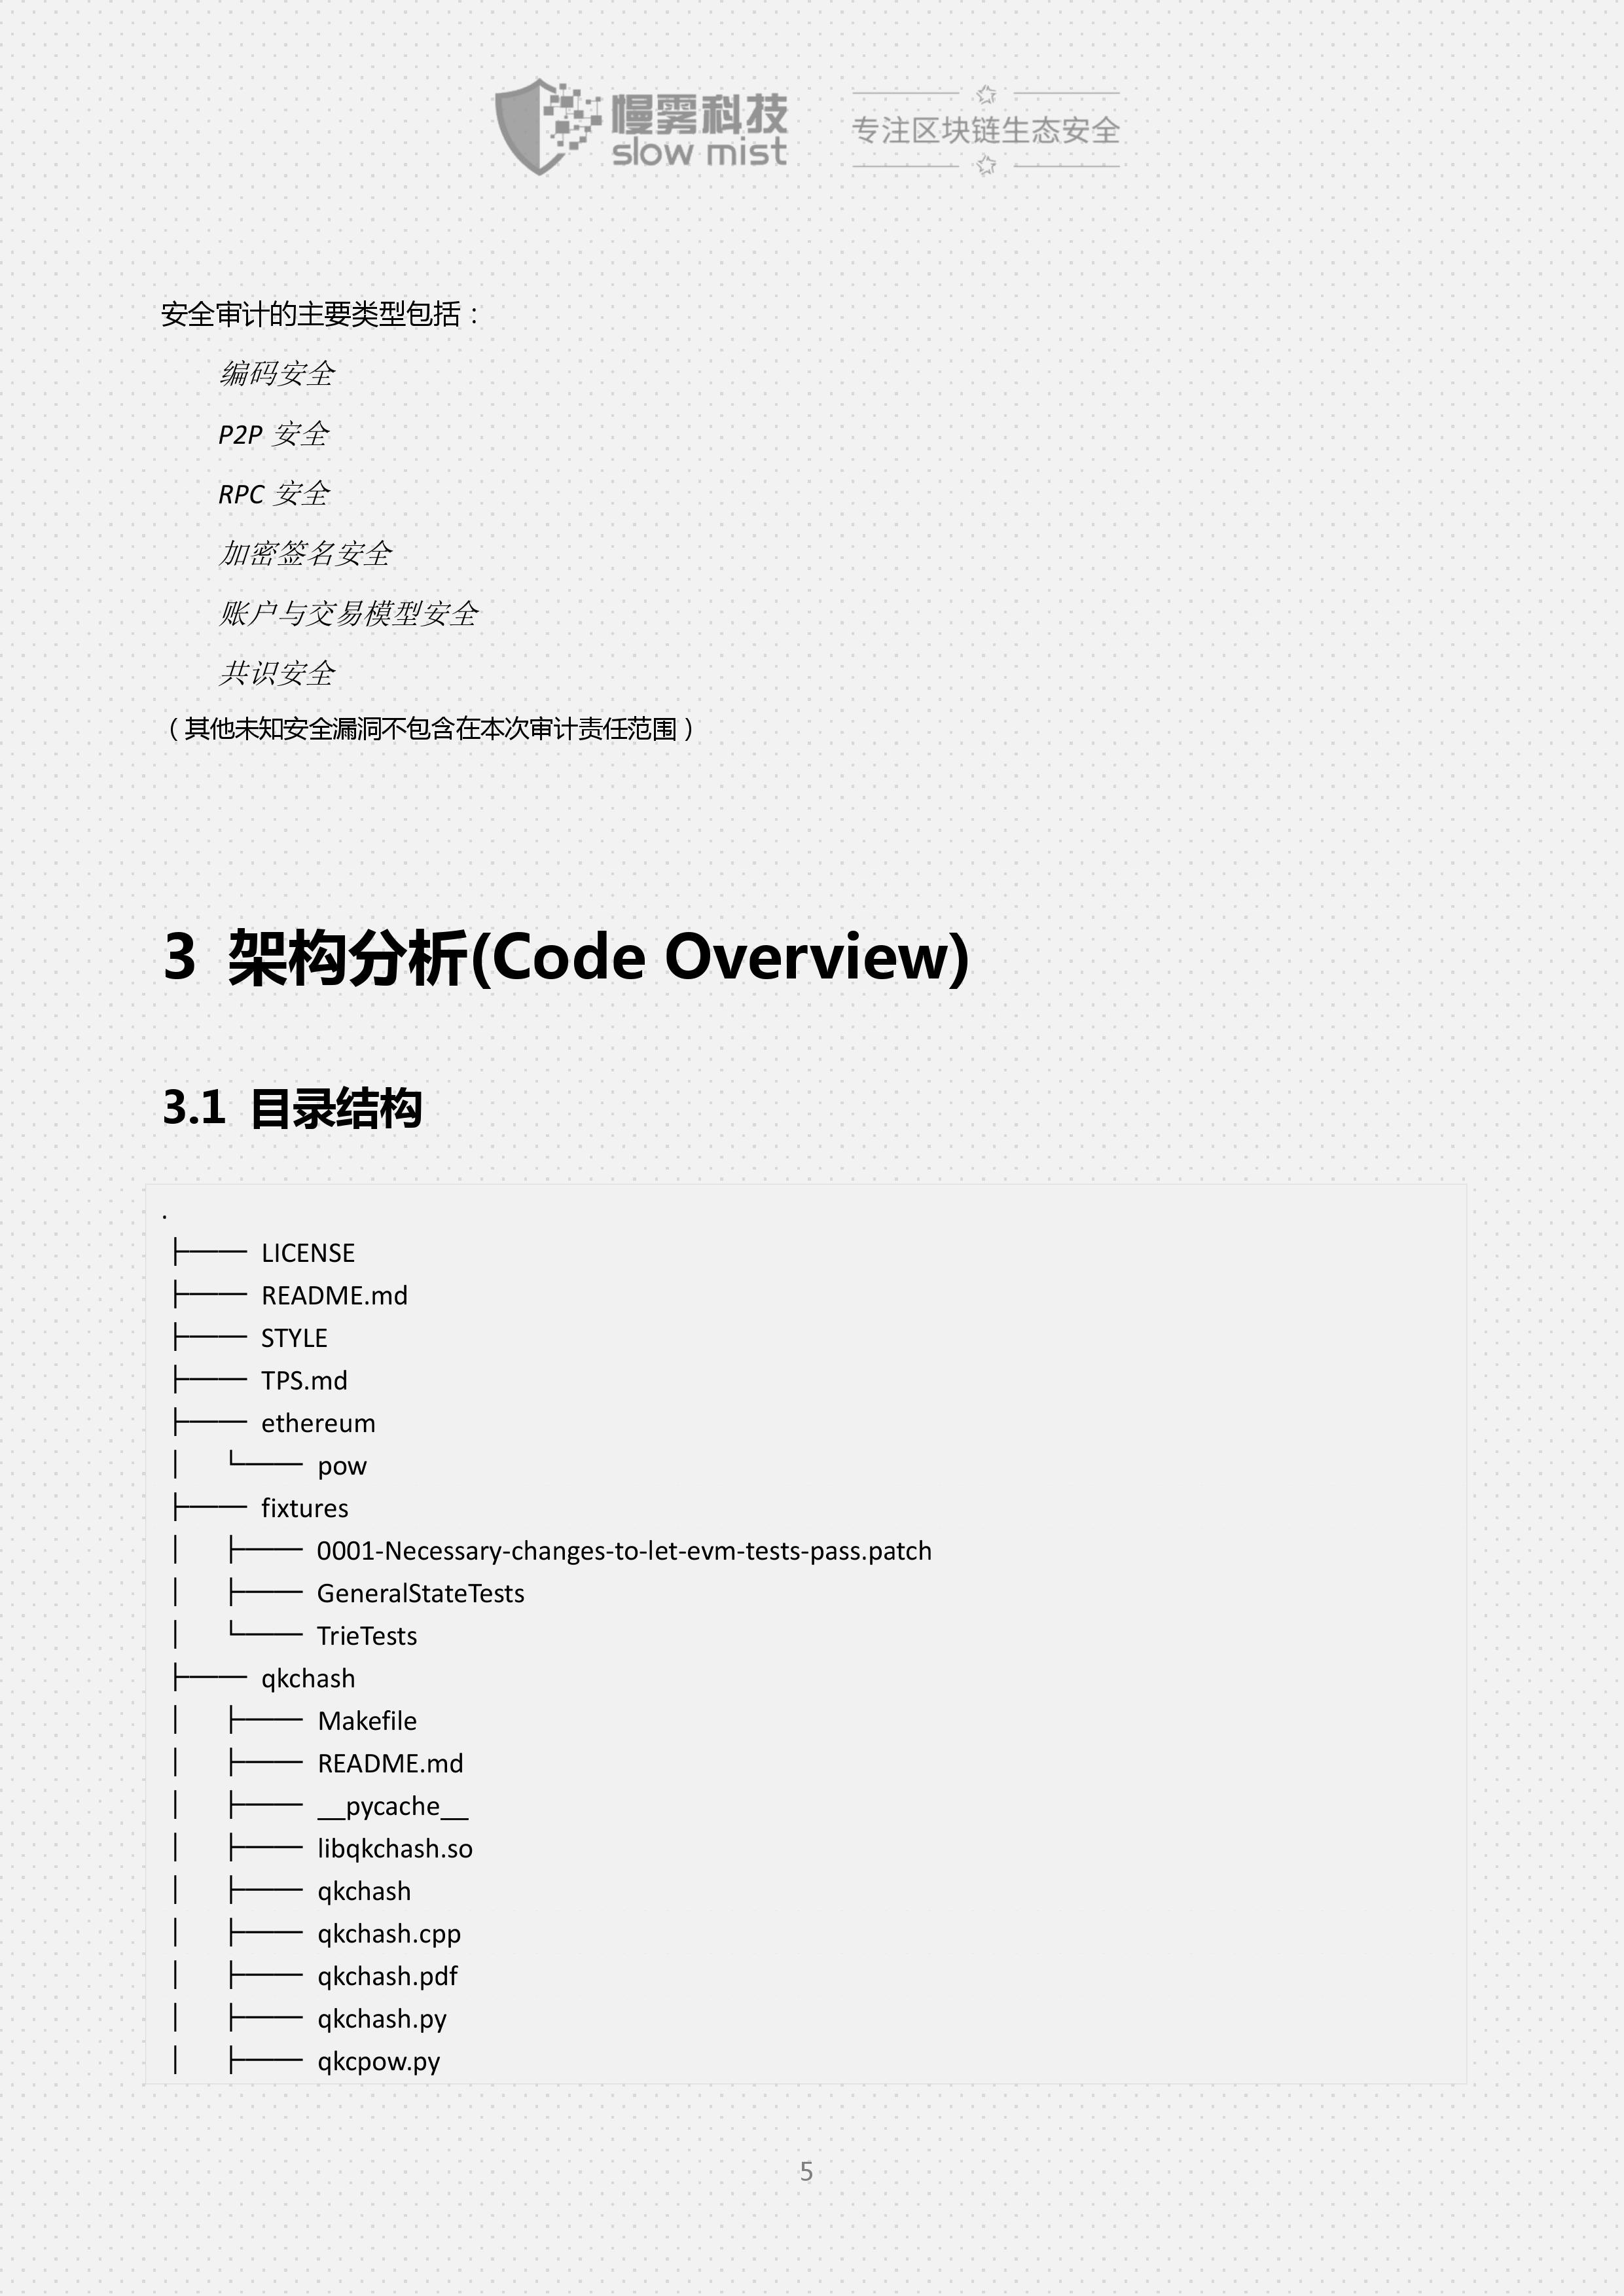 慢雾科技
slow mist
专注区块链生态安全
安全审计的主要类型包括：
编码安全
P2P 安全
RPC 安全
加密签名安全
账户与交易模型安全
共识安全
（其他未知安全漏洞不包含在本次审计责任范围）
3 架构分析(Code Overview)
3.1 目录结构
.
├── LICENSE
├── README.md
├── STYLE
├── TPS.md
├── ethereum
│   └── pow
├── fixtures
│   ├── 0001-Necessary-changes-to-let-evm-tests-pass.patch
│   ├── GeneralStateTests
│   └── TrieTests
├── qkchash
│   ├── Makefile
│   ├── README.md
│   ├── __pycache__
│   ├── libqkchash.so
│   ├── qkchash
│   ├── qkchash.cpp
│   ├── qkchash.pdf
│   ├── qkchash.py
│   ├── qkcpow.py
5